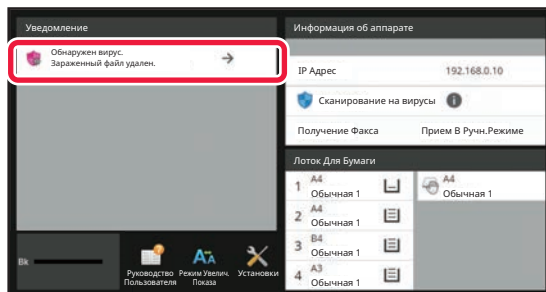 Уведомление
Обнаружен вирус.
Зараженный файл удален.
Bk
Руководство Пользователя
Режим Увелич. Показа
Установки
Информация об аппарате
IP Адрес 192.168.0.10
Сканирование на вирусы
Получение Факса Прием В Ручн.Режиме
Лоток Для Бумаги
1 A4
Обычная 1
A4
Обычная 1
2 A4
Обычная 1
3 B4
Обычная 1
4 A3
Обычная 1